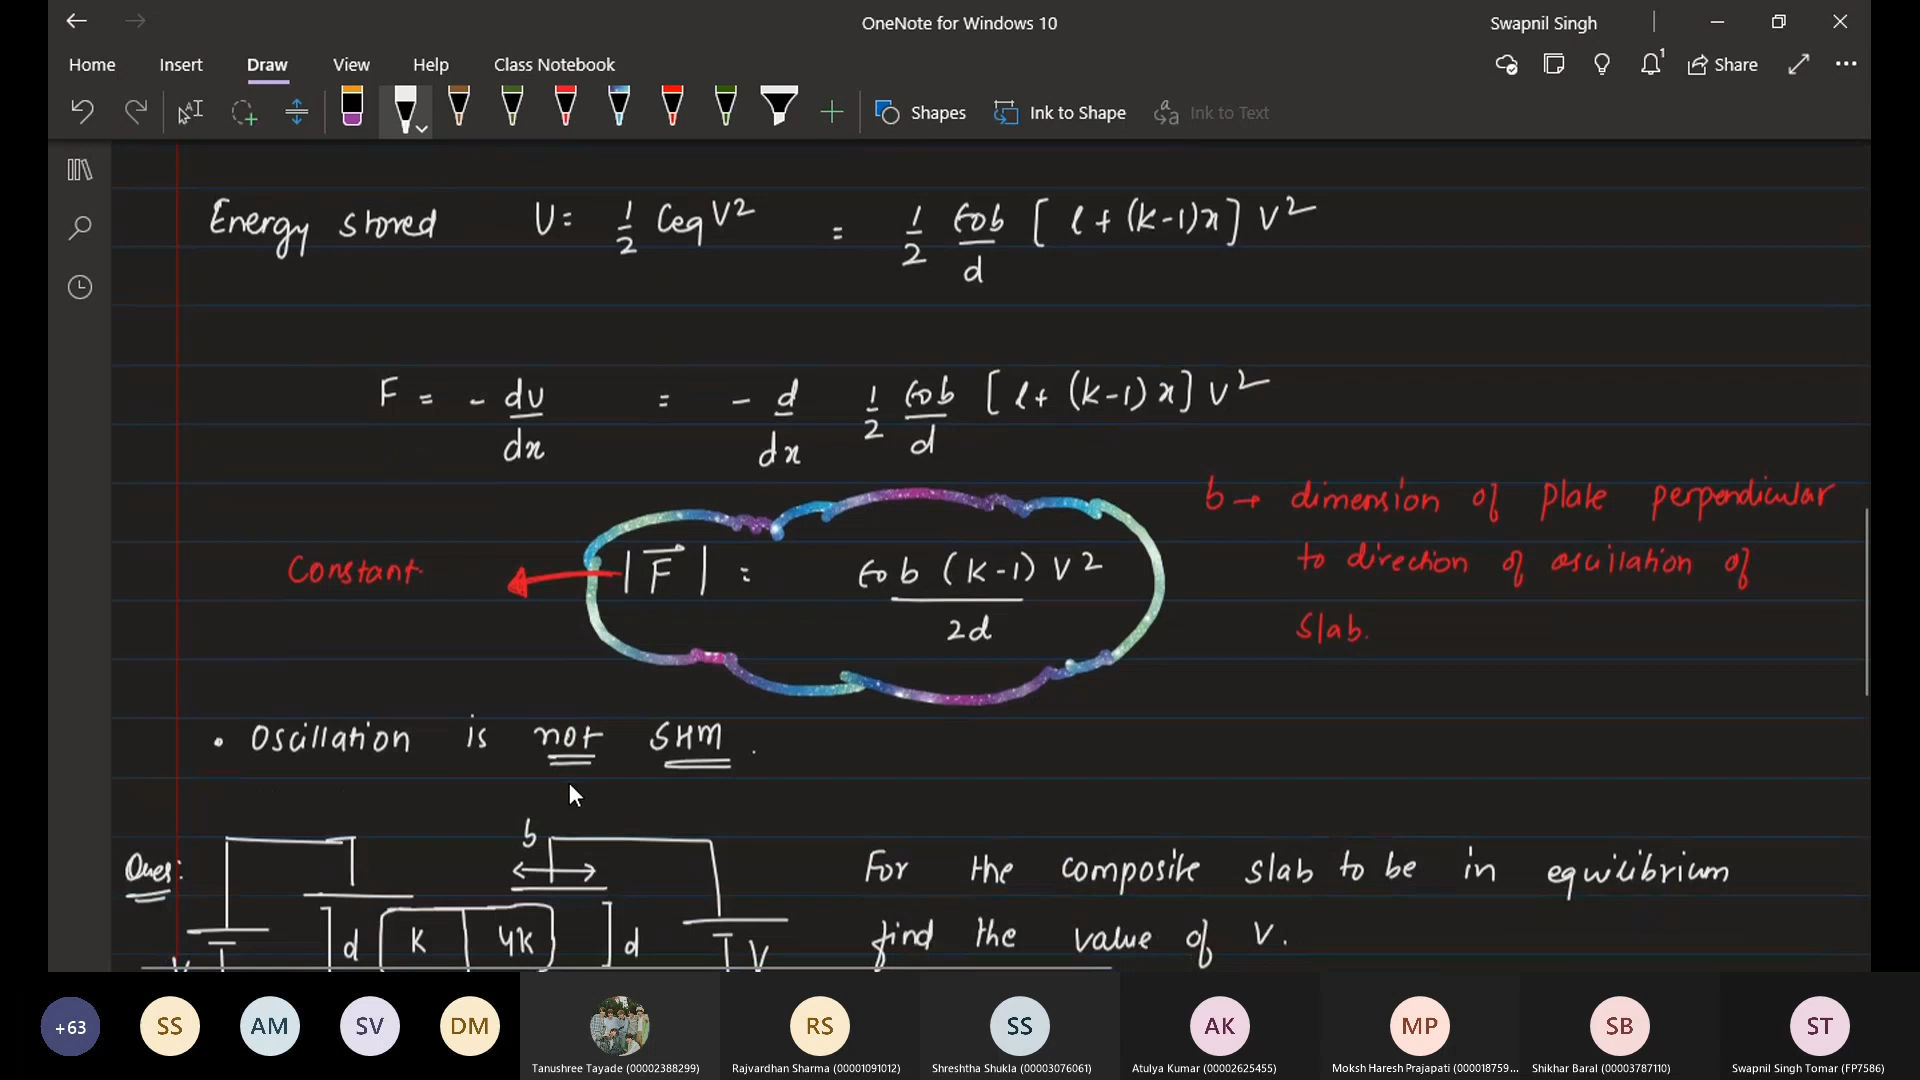 OneNote for Windows 10
Swapnil Singh
Home Insert Draw View Help Class Notebook
1 Share
Shapes Ink to Shape Ink to Text
Energy stored U = 1/2 Ceq V² = 1/2 ε₀b/d [ l + (k-1)x ] V²
F = - dU/dx = - d/dx 1/2 ε₀b/d [ l + (k-1)x ] V²
b → dimension of plate perpendicular
to direction of oscillation of
slab.
Constant
|F⃗| = ε₀b (k-1) V² / 2d
• Oscillation is not SHM.
b
Ques: For the composite slab to be in equilibrium
find the value of V.
d K 4K d V
+63 SS AM SV DM RS SS AK MP SB ST
Tanushree Tayade (00002388299) Rajvardhan Sharma (00001091012) Shreshtha Shukla (00003076061) Atulya Kumar (00002625455) Moksh Haresh Prajapati (000018759... Shikhar Baral (00003787110) Swapnil Singh Tomar (FP7586)